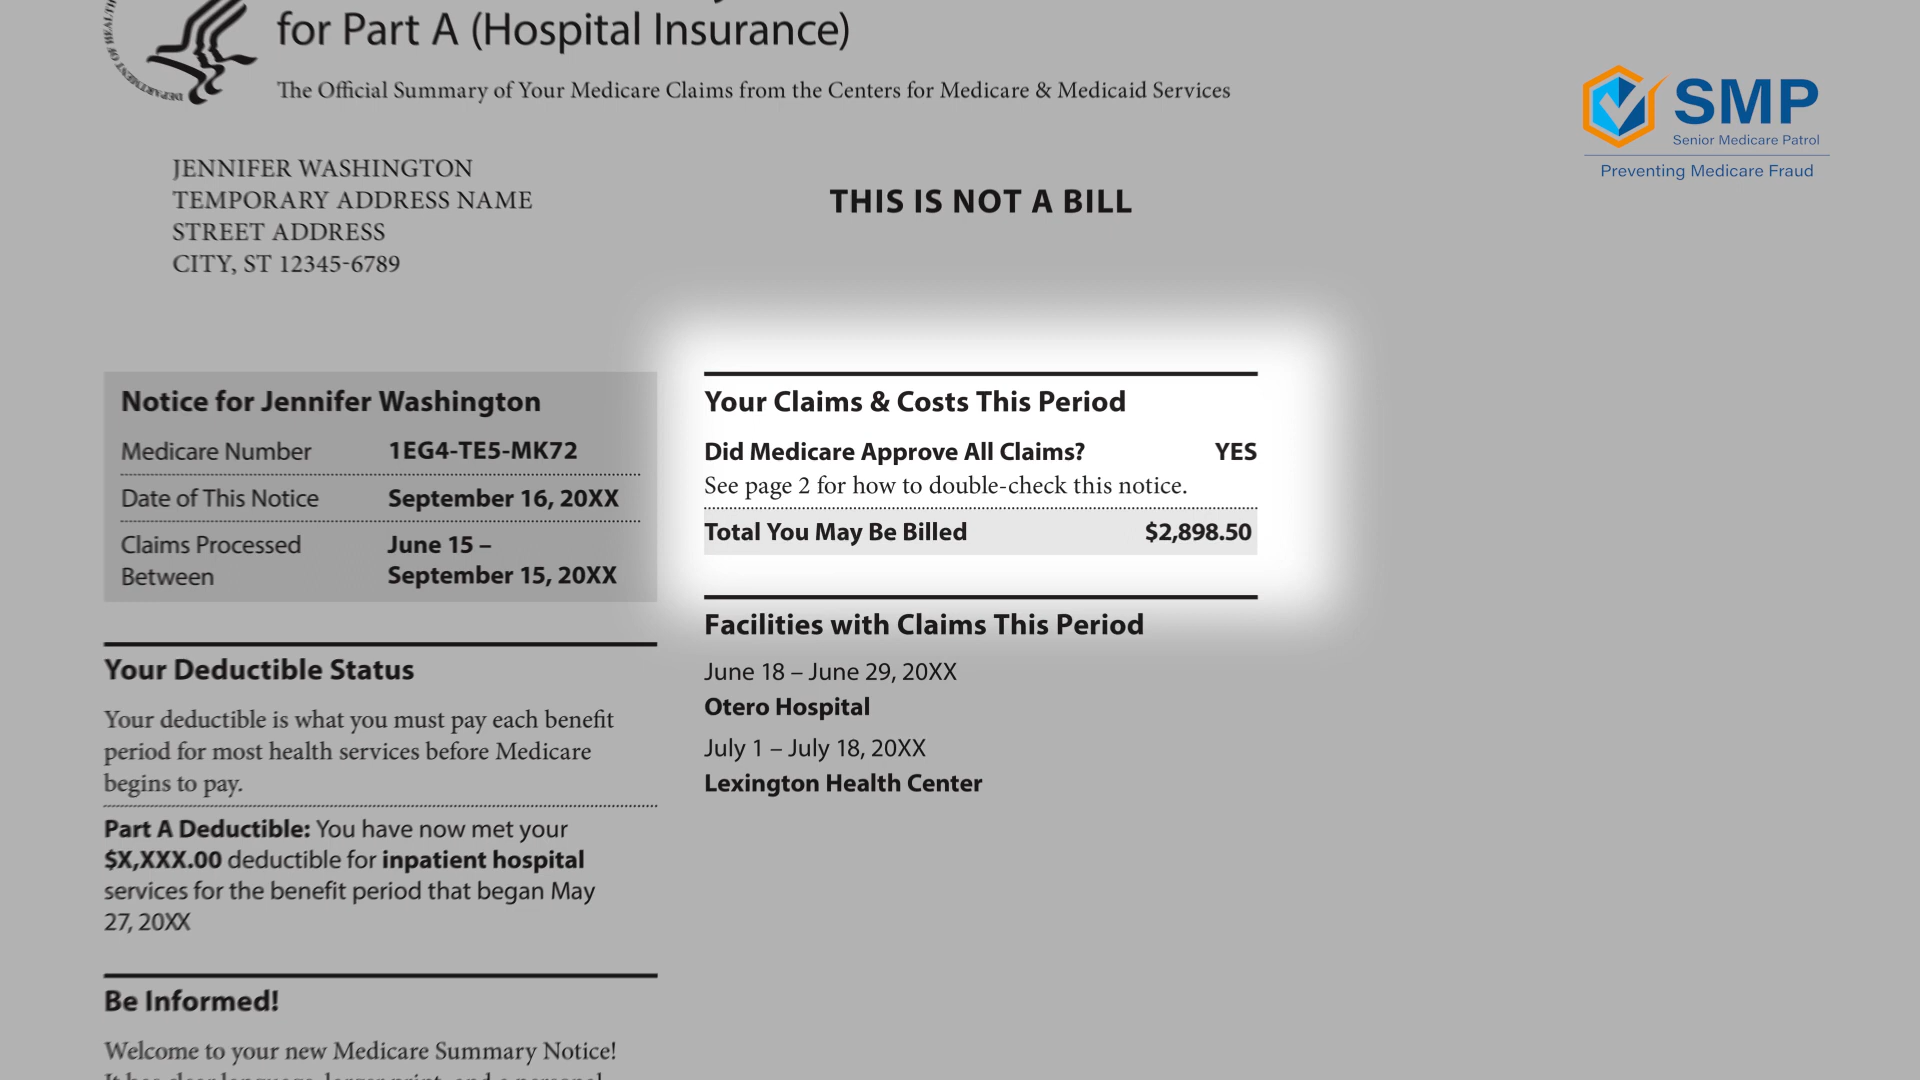 for Part A (Hospital Insurance)
The Official Summary of Your Medicare Claims from the Centers for Medicare & Medicaid Services
SMP
Senior Medicare Patrol
Preventing Medicare Fraud
JENNIFER WASHINGTON
TEMPORARY ADDRESS NAME
STREET ADDRESS
CITY, ST 12345-6789
THIS IS NOT A BILL
Notice for Jennifer Washington
Medicare Number 1EG4-TE5-MK72
Date of This Notice September 16, 20XX
Claims Processed June 15 –
Between September 15, 20XX
Your Deductible Status
Your deductible is what you must pay each benefit
period for most health services before Medicare
begins to pay.
Part A Deductible: You have now met your
$X,XXX.00 deductible for inpatient hospital
services for the benefit period that began May
27, 20XX
Be Informed!
Welcome to your new Medicare Summary Notice!
Your Claims & Costs This Period
Did Medicare Approve All Claims? YES
See page 2 for how to double-check this notice.
Total You May Be Billed $2,898.50
Facilities with Claims This Period
June 18 – June 29, 20XX
Otero Hospital
July 1 – July 18, 20XX
Lexington Health Center